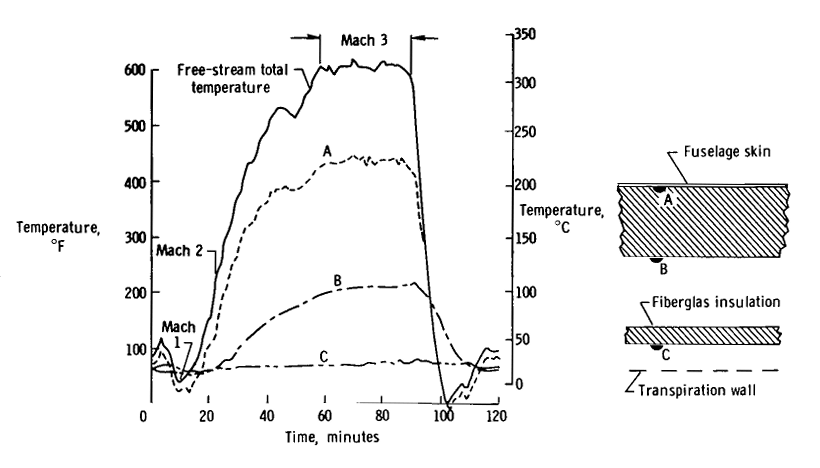 Mach 3
Free-stream total
temperature
600
500
400
300
200
100
Temperature,
°F
Mach 2
Mach
1
A
B
C
350
300
250
200
150
100
50
0
Temperature,
°C
0
20
40
60
80
100
120
Time, minutes
Fuselage skin
A
B
Fiberglas insulation
C
Transpiration wall